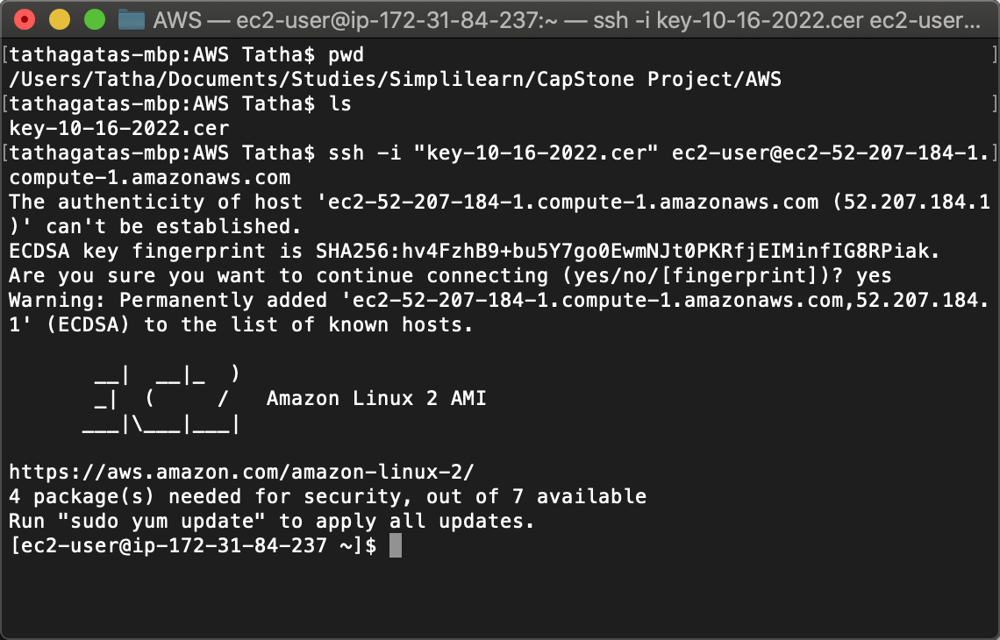 AWS — ec2-user@ip-172-31-84-237:~ — ssh -i key-10-16-2022.cer ec2-user...
[tathagatas-mbp:AWS Tatha$ pwd ]
/Users/Tatha/Documents/Studies/Simplilearn/CapStone Project/AWS
[tathagatas-mbp:AWS Tatha$ ls ]
key-10-16-2022.cer
[tathagatas-mbp:AWS Tatha$ ssh -i "key-10-16-2022.cer" ec2-user@ec2-52-207-184-1.]
compute-1.amazonaws.com
The authenticity of host 'ec2-52-207-184-1.compute-1.amazonaws.com (52.207.184.1
)' can't be established.
ECDSA key fingerprint is SHA256:hv4FzhB9+bu5Y7go0EwmNJt0PKRfjEIMinfIG8RPiak.
Are you sure you want to continue connecting (yes/no/[fingerprint])? yes
Warning: Permanently added 'ec2-52-207-184-1.compute-1.amazonaws.com,52.207.184.
1' (ECDSA) to the list of known hosts.
       __|  __|_  )
       _|  (     /   Amazon Linux 2 AMI
      ___|\___|___|
https://aws.amazon.com/amazon-linux-2/
4 package(s) needed for security, out of 7 available
Run "sudo yum update" to apply all updates.
[ec2-user@ip-172-31-84-237 ~]$